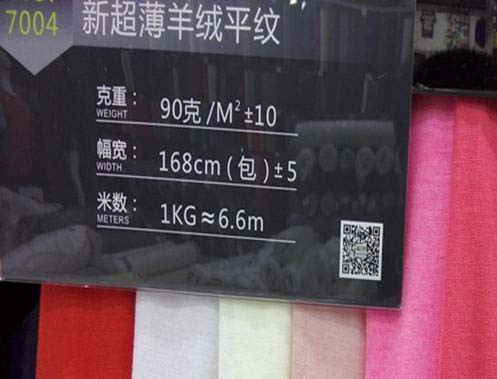 7004
新超薄羊绒平纹
克重： 90克/M²±10
WEIGHT
幅宽： 168cm(包)±5
WIDTH
米数： 1KG≈6.6m
METERS